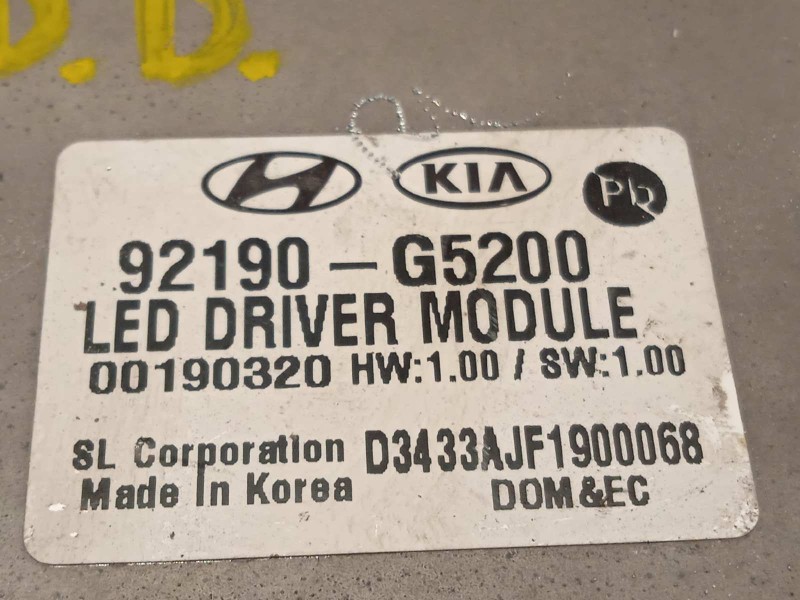 D.D.
KIA
Pb
92190-G5200
LED DRIVER MODULE
00190320 HW:1.00 / SW:1.00
SL Corporation D3433AJF1900068
Made In Korea DOM&EC